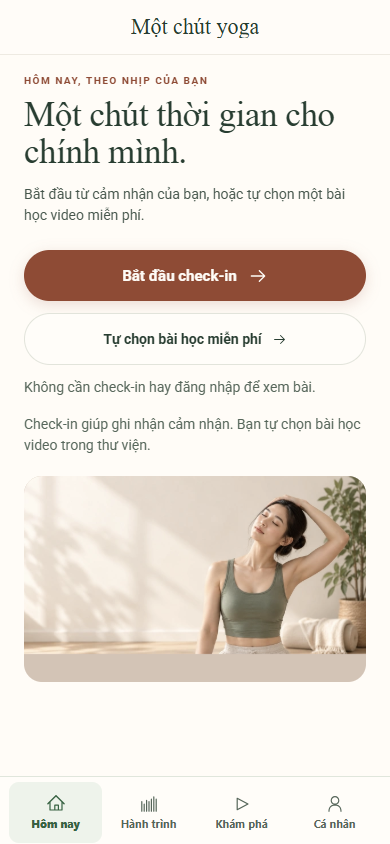 Một chút yoga
HÔM NAY, THEO NHỊP CỦA BẠN
Một chút thời gian cho
chính mình.
Bắt đầu từ cảm nhận của bạn, hoặc tự chọn một bài
học video miễn phí.
Bắt đầu check-in →
Tự chọn bài học miễn phí →
Không cần check-in hay đăng nhập để xem bài.
Check-in giúp ghi nhận cảm nhận. Bạn tự chọn bài học
video trong thư viện.
Hôm nay Hành trình Khám phá Cá nhân